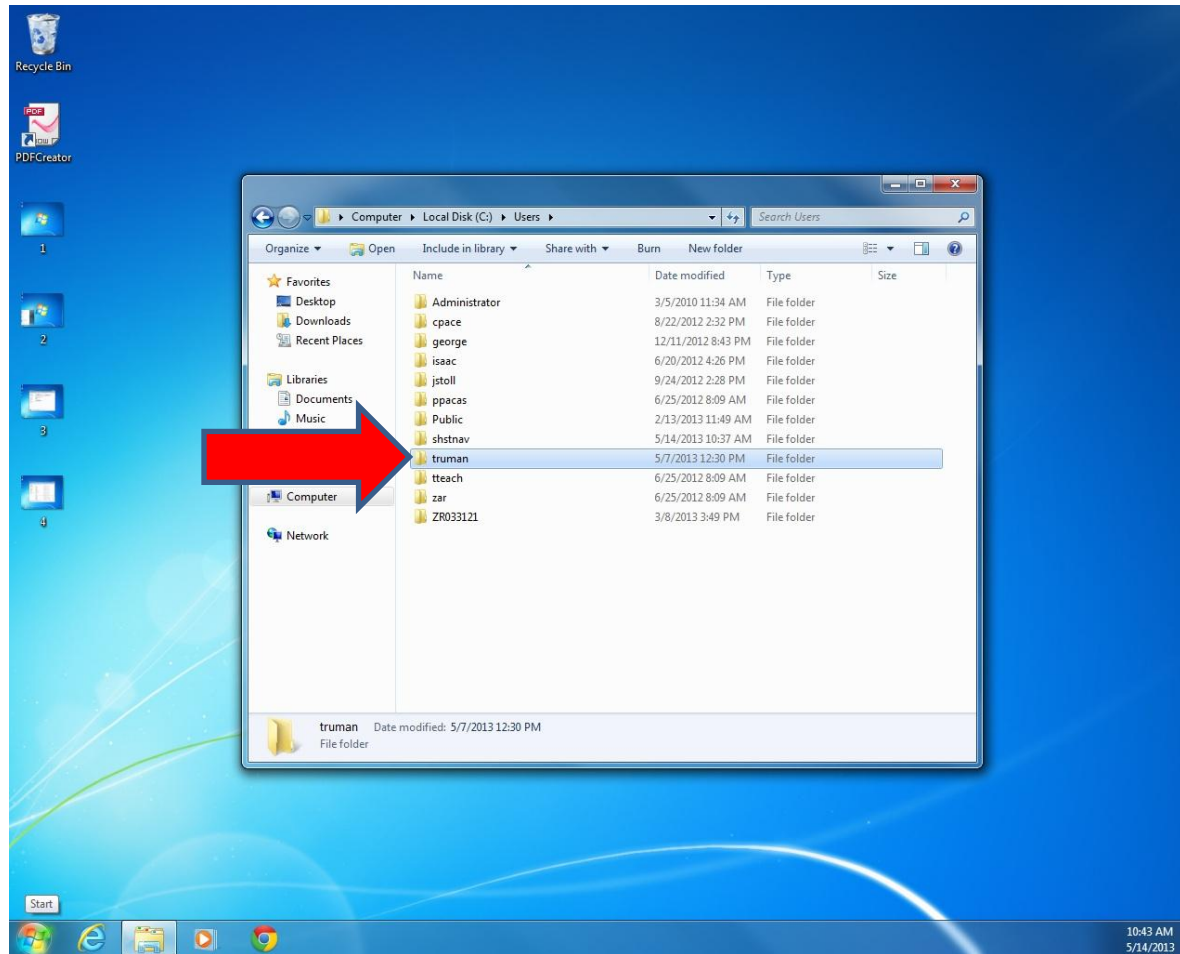 Recycle Bin
PDF
PDFCreator
1
2
3
4
Computer Local Disk (C:) Users
Search Users
Organize Open Include in library Share with Burn New folder
Favorites
Desktop
Downloads
Recent Places
Libraries
Documents
Music
Computer
Network
Name Date modified Type Size
Administrator 3/5/2010 11:34 AM File folder
cpace 8/22/2012 2:32 PM File folder
george 12/11/2012 8:43 PM File folder
isaac 6/20/2012 4:26 PM File folder
jstoll 9/24/2012 2:28 PM File folder
ppacas 6/25/2012 8:09 AM File folder
Public 2/13/2013 11:49 AM File folder
shstnav 5/14/2013 10:37 AM File folder
truman 5/7/2013 12:30 PM File folder
tteach 6/25/2012 8:09 AM File folder
zar 6/25/2012 8:09 AM File folder
ZR033121 3/8/2013 3:49 PM File folder
truman Date modified: 5/7/2013 12:30 PM
File folder
Start
10:43 AM
5/14/2013